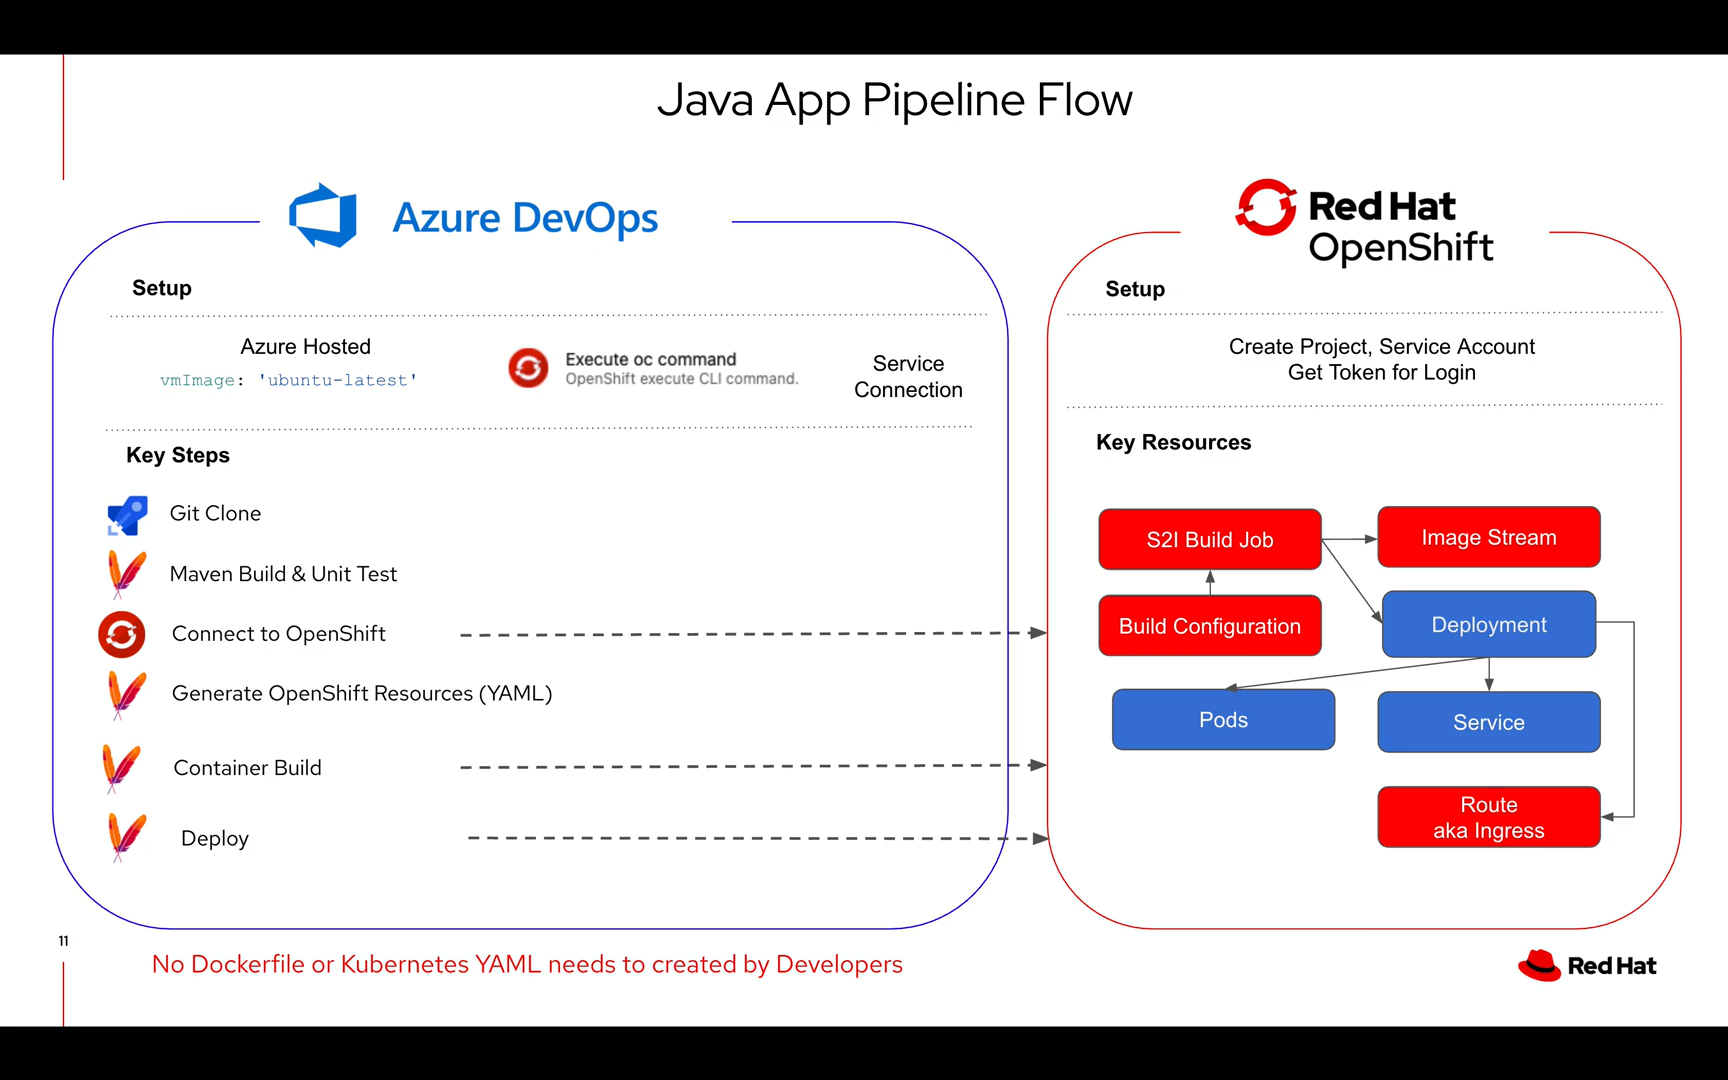 Java App Pipeline Flow
Azure DevOps
Setup
Azure Hosted
vmImage: 'ubuntu-latest'
Execute oc command
OpenShift execute CLI command.
Service
Connection
Key Steps
Git Clone
Maven Build & Unit Test
Connect to OpenShift
Generate OpenShift Resources (YAML)
Container Build
Deploy
Red Hat
OpenShift
Setup
Create Project, Service Account
Get Token for Login
Key Resources
S2I Build Job
Image Stream
Build Configuration
Deployment
Pods
Service
Route
aka Ingress
11
No Dockerfile or Kubernetes YAML needs to created by Developers
Red Hat